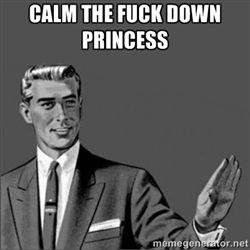 CALM THE FUCK DOWN
PRINCESS
memegenerator.net